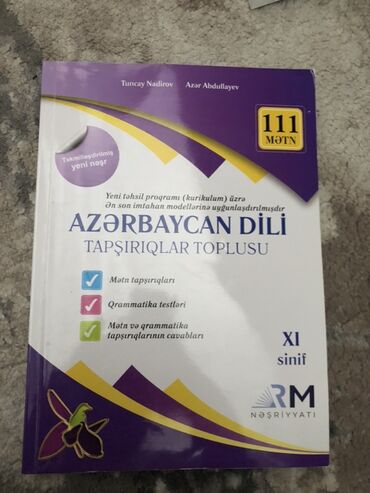 Tuncay Nadirov Azər Abdullayev
111
MƏTN
Təkmilləşdirilmiş
yeni nəşr
Yeni təhsil proqramı (kurikulum) üzrə
Ən son imtahan modellərinə uyğunlaşdırılmışdır
AZƏRBAYCAN DİLİ
TAPŞIRIQLAR TOPLUSU
Mətn tapşırıqları
Qrammatika testləri
Mətn və qrammatika
tapşırıqlarının cavabları
XI
sinif
RM
NƏŞRİYYATI